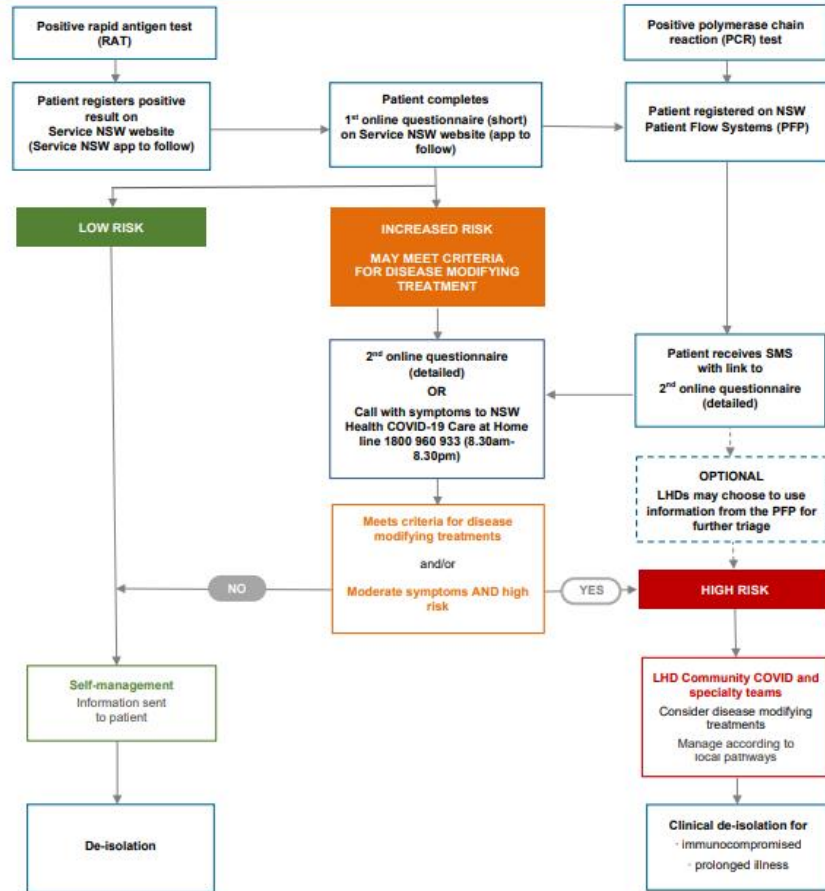 Positive rapid antigen test
(RAT)
Positive polymerase chain
reaction (PCR) test
Patient registers positive
result on
Service NSW website
(Service NSW app to follow)
Patient completes
1st online questionnaire (short)
on Service NSW website (app to
follow)
Patient registered on NSW
Patient Flow Systems (PFP)
LOW RISK
INCREASED RISK
MAY MEET CRITERIA
FOR DISEASE MODIFYING
TREATMENT
2nd online questionnaire
(detailed)
OR
Call with symptoms to NSW
Health COVID-19 Care at Home
line 1800 960 933 (8.30am-
8.30pm)
Patient receives SMS
with link to
2nd online questionnaire
(detailed)
OPTIONAL
LHDs may choose to use
information from the PFP for
further triage
Meets criteria for disease
modifying treatments
and/or
Moderate symptoms AND high
risk
NO
YES
HIGH RISK
Self-management
Information sent
to patient
LHD Community COVID and
specialty teams
Consider disease modifying
treatments
Manage according to
local pathways
De-isolation
Clinical de-isolation for
· immunocompromised
· prolonged illness